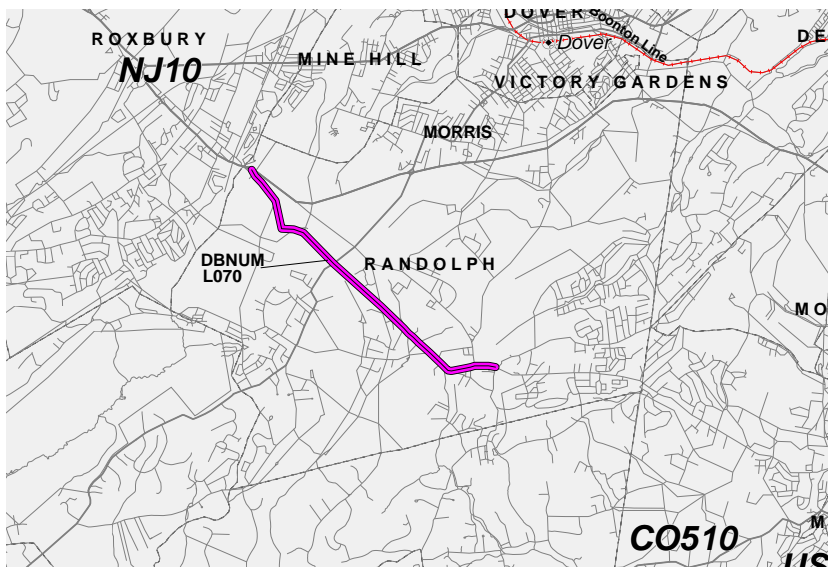 DOVER
Boonton Line
Dover
DE
ROXBURY
NJ10
MINE HILL
VICTORY GARDENS
MORRIS
DBNUM
L070
RANDOLPH
MO
CO510
M
US